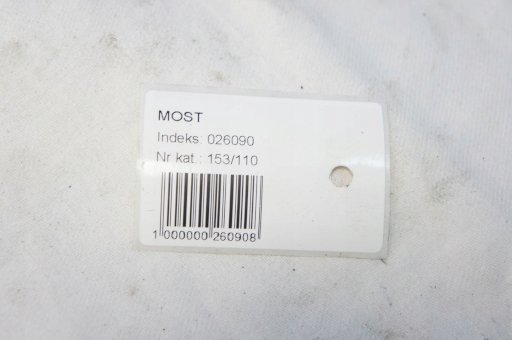 MOST
Indeks: 026090
Nr kat.: 153/110
1 000000 260908